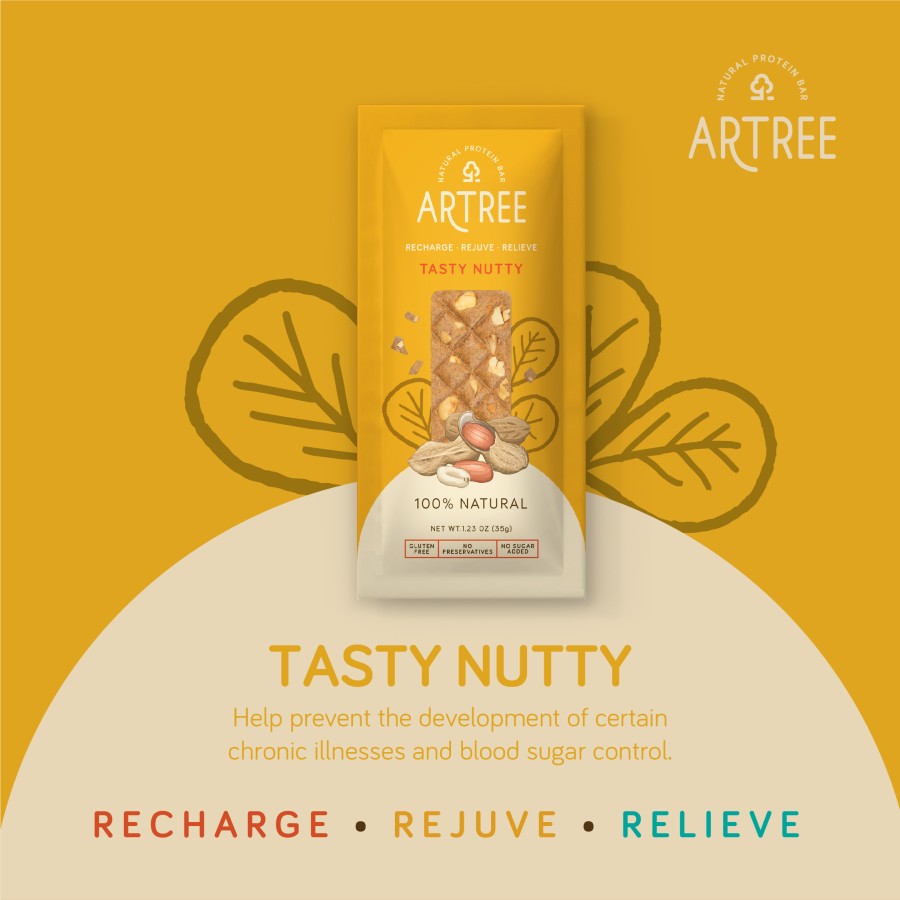 NATURAL PROTEIN BAR
ARTREE
NATURAL PROTEIN BAR
ARTREE
RECHARGE · REJUVE · RELIEVE
TASTY NUTTY
100% NATURAL
NET WT.1.23 OZ (35g)
GLUTEN FREE
NO PRESERVATIVES
NO SUGAR ADDED
TASTY NUTTY
Help prevent the development of certain
chronic illnesses and blood sugar control.
RECHARGE • REJUVE • RELIEVE